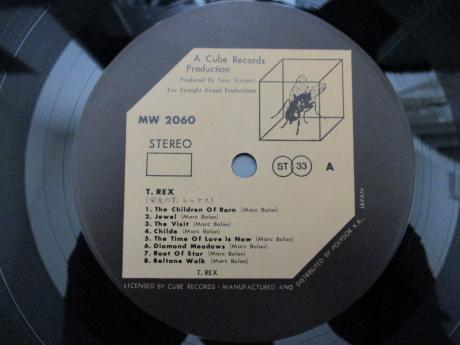 A Cube Records
Production
Produced By Tony Visconti
For Straight Ahead Productions
MW 2060
STEREO
ST 33
A
T. REX
(栄光のT. レックス)
1. The Children Of Rarn (Marc Bolan)
2. Jewel (Marc Bolan)
3. The Visit (Marc Bolan)
4. Childe (Marc Bolan)
5. The Time Of Love Is Now (Marc Bolan)
6. Diamond Meadows (Marc Bolan)
7. Root Of Star (Marc Bolan)
8. Beltane Walk (Marc Bolan)
T. REX
LICENSED BY CUBE RECORDS · MANUFACTURED AND DISTRIBUTED BY POLYDOR K.K., JAPAN